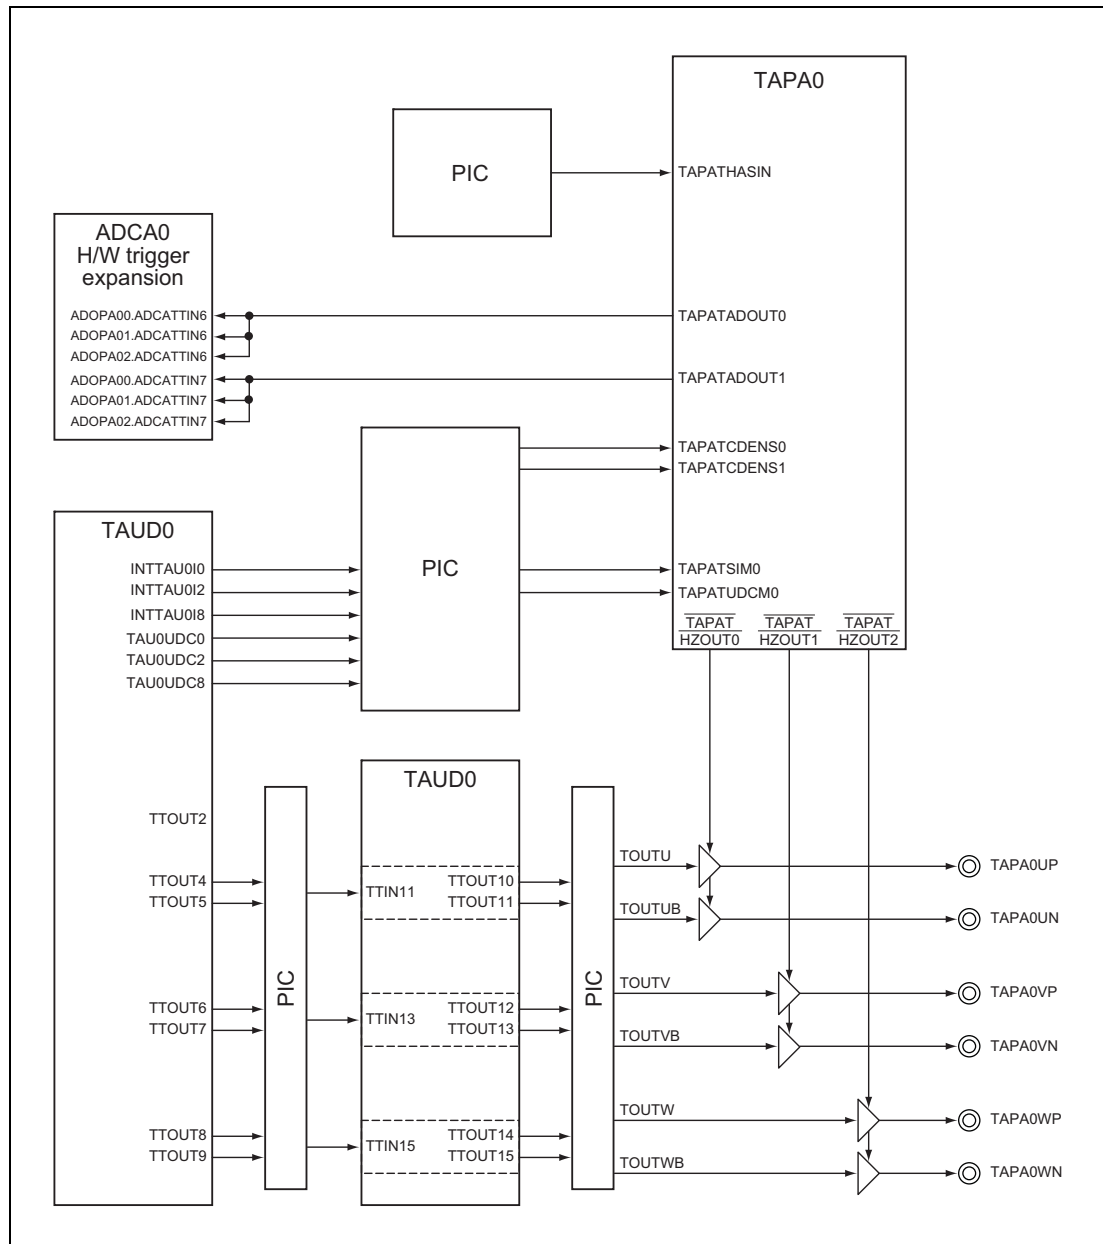 TAPA0
PIC
TAPATHASIN
ADCA0
H/W trigger
expansion
ADOPA00.ADCATTIN6
ADOPA01.ADCATTIN6
ADOPA02.ADCATTIN6
ADOPA00.ADCATTIN7
ADOPA01.ADCATTIN7
ADOPA02.ADCATTIN7
TAPATADOUT0
TAPATADOUT1
TAPATCDENS0
TAPATCDENS1
PIC
TAPATSIM0
TAPATUDCM0
TAPAT
HZOUT0
TAPAT
HZOUT1
TAPAT
HZOUT2
TAUD0
INTTAU0I0
INTTAU0I2
INTTAU0I8
TAU0UDC0
TAU0UDC2
TAU0UDC8
TTOUT2
TTOUT4
TTOUT5
TTOUT6
TTOUT7
TTOUT8
TTOUT9
PIC
TAUD0
TTIN11
TTOUT10
TTOUT11
TTIN13
TTOUT12
TTOUT13
TTIN15
TTOUT14
TTOUT15
PIC
TOUTU
TOUTUB
TOUTV
TOUTVB
TOUTW
TOUTWB
TAPA0UP
TAPA0UN
TAPA0VP
TAPA0VN
TAPA0WP
TAPA0WN